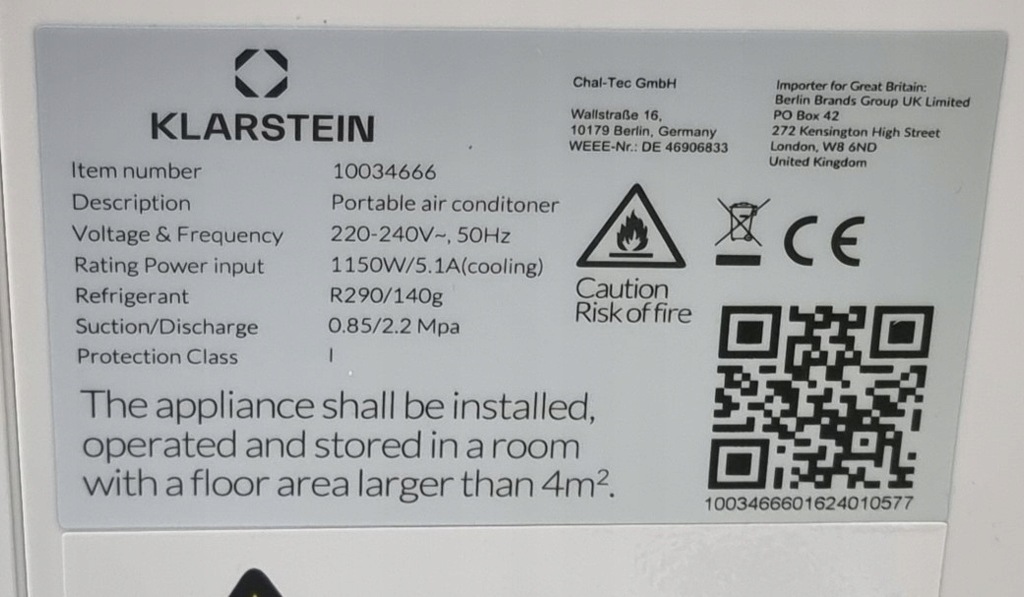 KLARSTEIN
Item number 10034666
Description Portable air conditoner
Voltage & Frequency 220-240V~, 50Hz
Rating Power input 1150W/5.1A(cooling)
Refrigerant R290/140g
Suction/Discharge 0.85/2.2 Mpa
Protection Class I
The appliance shall be installed,
operated and stored in a room
with a floor area larger than 4m².
Chal-Tec GmbH
Wallstraße 16,
10179 Berlin, Germany
WEEE-Nr.: DE 46906833
Importer for Great Britain:
Berlin Brands Group UK Limited
PO Box 42
272 Kensington High Street
London, W8 6ND
United Kingdom
Caution
Risk of fire
CE
1003466601624010577